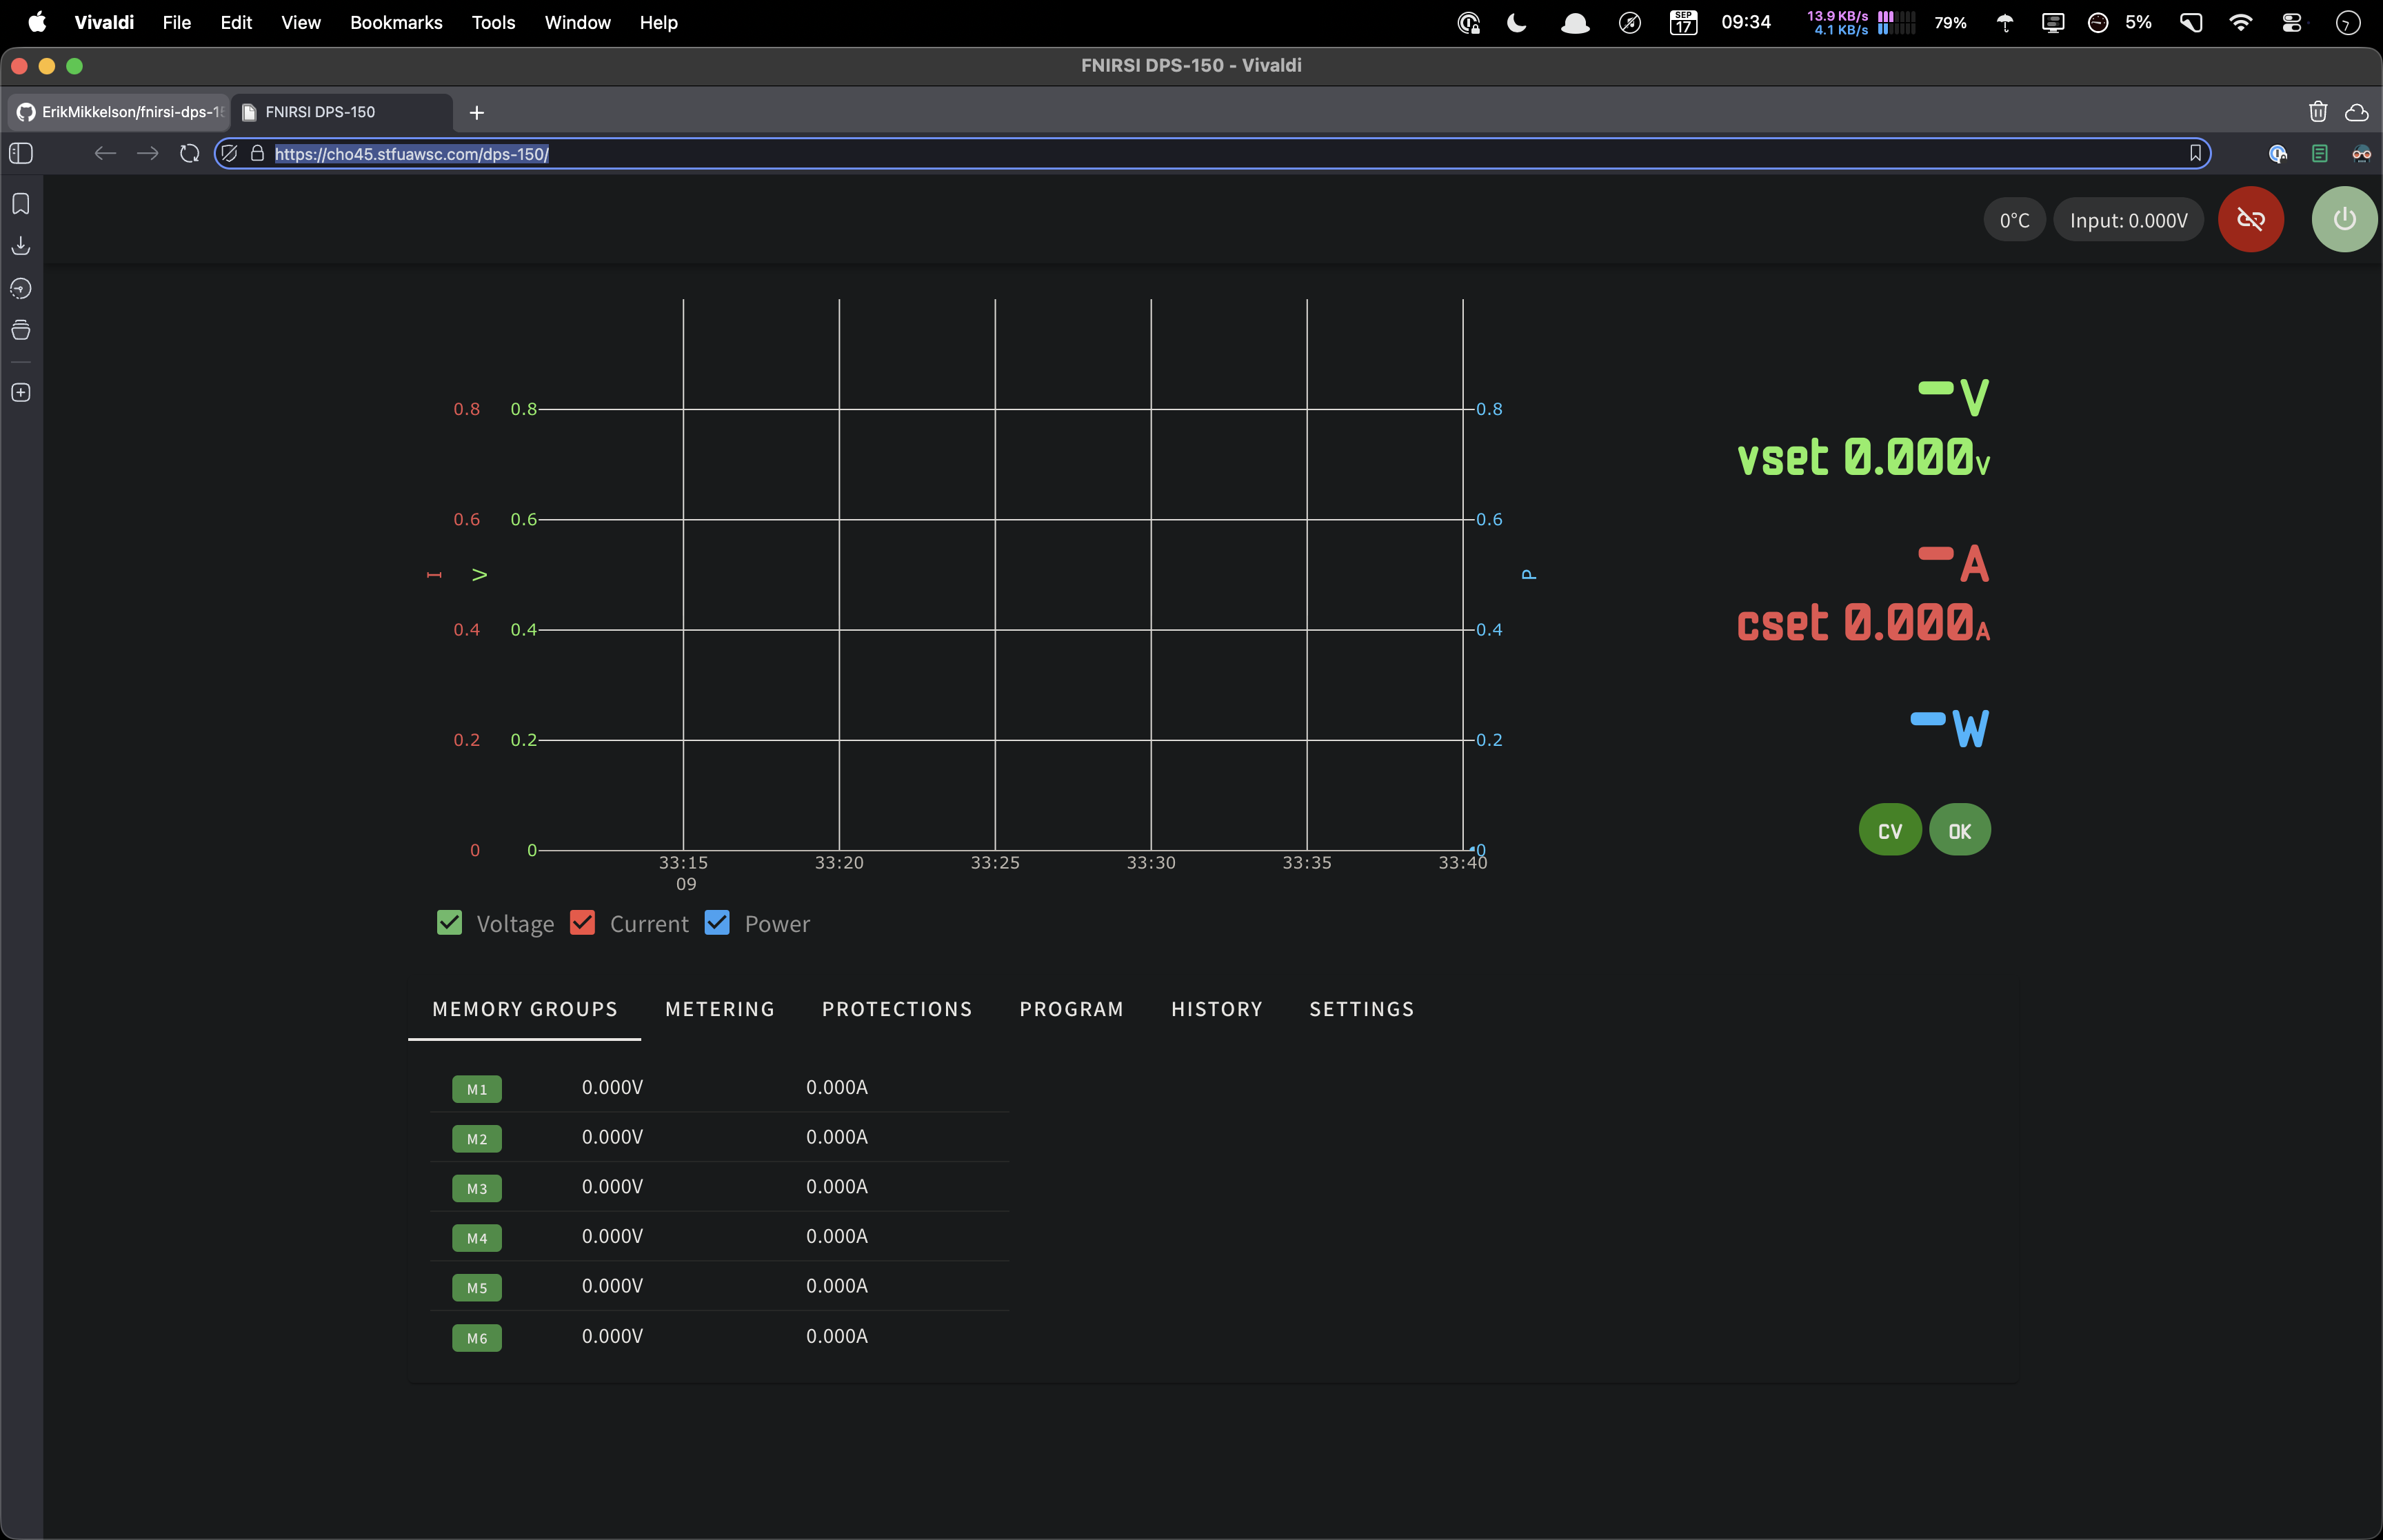 Vivaldi File Edit View Bookmarks Tools Window Help
SEP 17 09:34 13.9 KB/s 4.1 KB/s 79% 5%
FNIRSI DPS-150 - Vivaldi
ErikMikkelson/fnirsi-dps-15 FNIRSI DPS-150
https://cho45.stfuawsc.com/dps-150/
0°C Input: 0.000V
V
vset 0.000V
A
cset 0.000A
W
CV OK
0.8 0.8 0.8
0.6 0.6 0.6
I V P
0.4 0.4 0.4
0.2 0.2 0.2
0 0 0
33:15 33:20 33:25 33:30 33:35 33:40
09
Voltage Current Power
MEMORY GROUPS METERING PROTECTIONS PROGRAM HISTORY SETTINGS
M1 0.000V 0.000A
M2 0.000V 0.000A
M3 0.000V 0.000A
M4 0.000V 0.000A
M5 0.000V 0.000A
M6 0.000V 0.000A